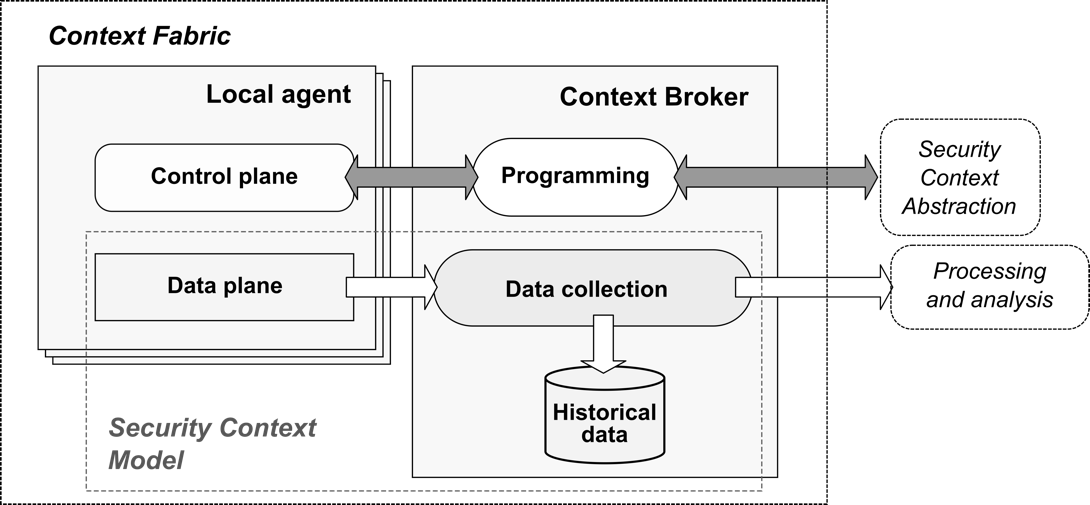 Context Fabric
Local agent
Context Broker
Control plane
Programming
Security
Context
Abstraction
Data plane
Data collection
Processing
and analysis
Historical
data
Security Context
Model